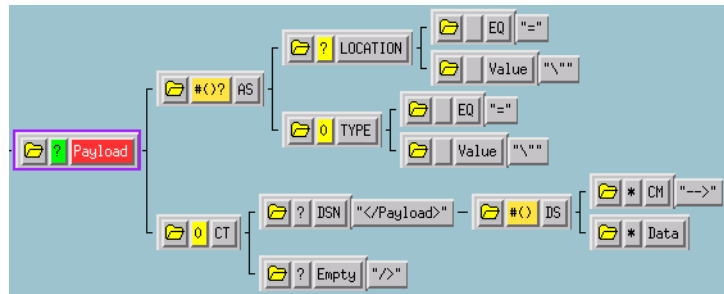 EQ "="
? LOCATION
Value "\""
#()? AS
EQ "="
0 TYPE
? Payload
Value "\""
? DSN "</Payload>" #() DS
* CM "-->"
0 CT
* Data
? Empty "/>"